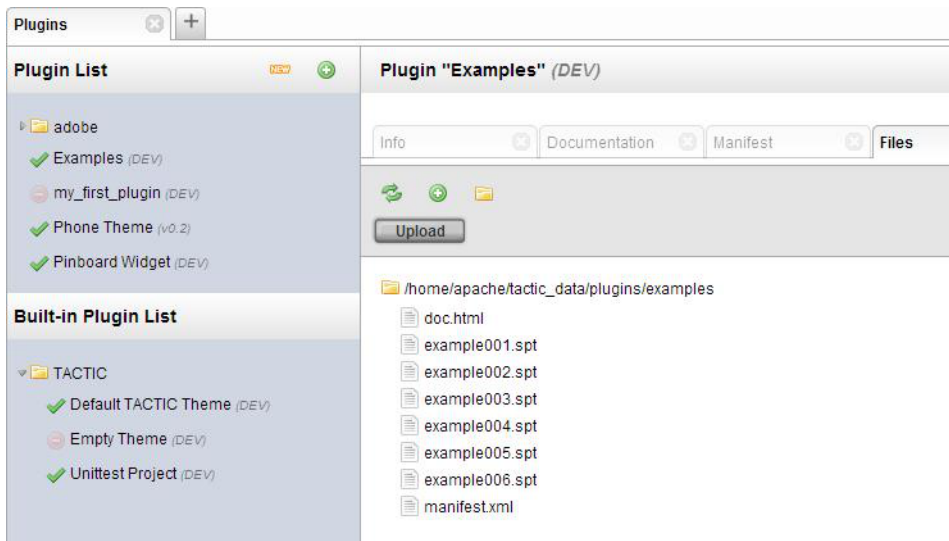 Plugins
+
Plugin List NEW
adobe
Examples (DEV)
my_first_plugin (DEV)
Phone Theme (v0.2)
Pinboard Widget (DEV)
Built-in Plugin List
TACTIC
Default TACTIC Theme (DEV)
Empty Theme (DEV)
Unittest Project (DEV)
Plugin "Examples" (DEV)
Info Documentation Manifest Files
Upload
/home/apache/tactic_data/plugins/examples
doc.html
example001.spt
example002.spt
example003.spt
example004.spt
example005.spt
example006.spt
manifest.xml